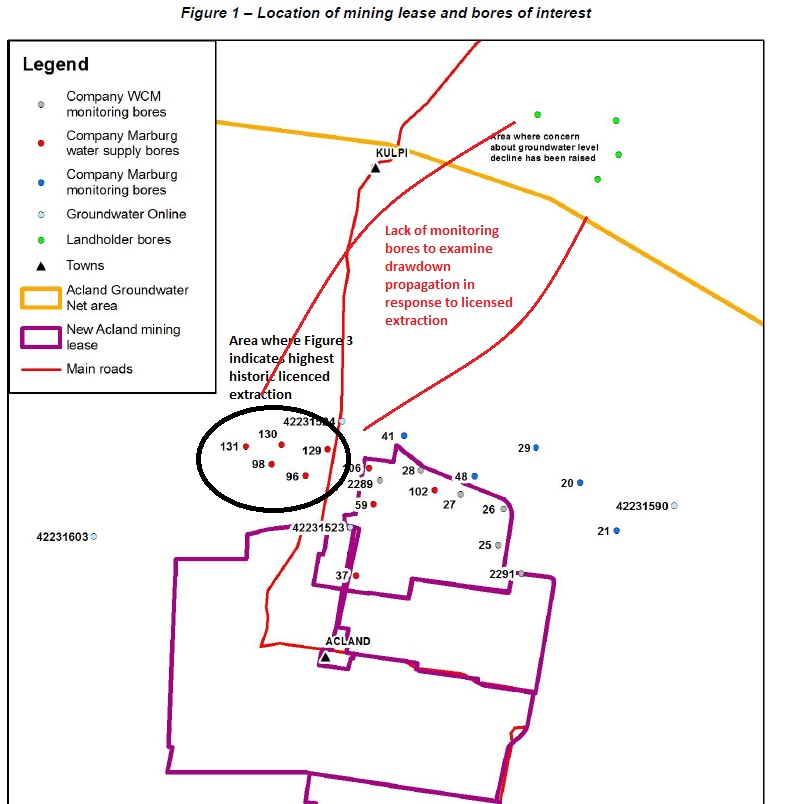 Figure 1 – Location of mining lease and bores of interest
Legend
Company WCM
monitoring bores
Company Marburg
water supply bores
Company Marburg
monitoring bores
Groundwater Online
Landholder bores
Towns
Acland Groundwater
Net area
New Acland mining
lease
Main roads
KULPI
Area where concern
about groundwater level
decline has been raised
Lack of monitoring
bores to examine
drawdown
propagation in
response to licensed
extraction
Area where Figure 3
indicates highest
historic licenced
extraction
42231524
130
131
129
98
96
41
106
28
2289
102
48
27
59
26
29
20
42231590
21
42231603
42231523
25
37
2291
ACLAND